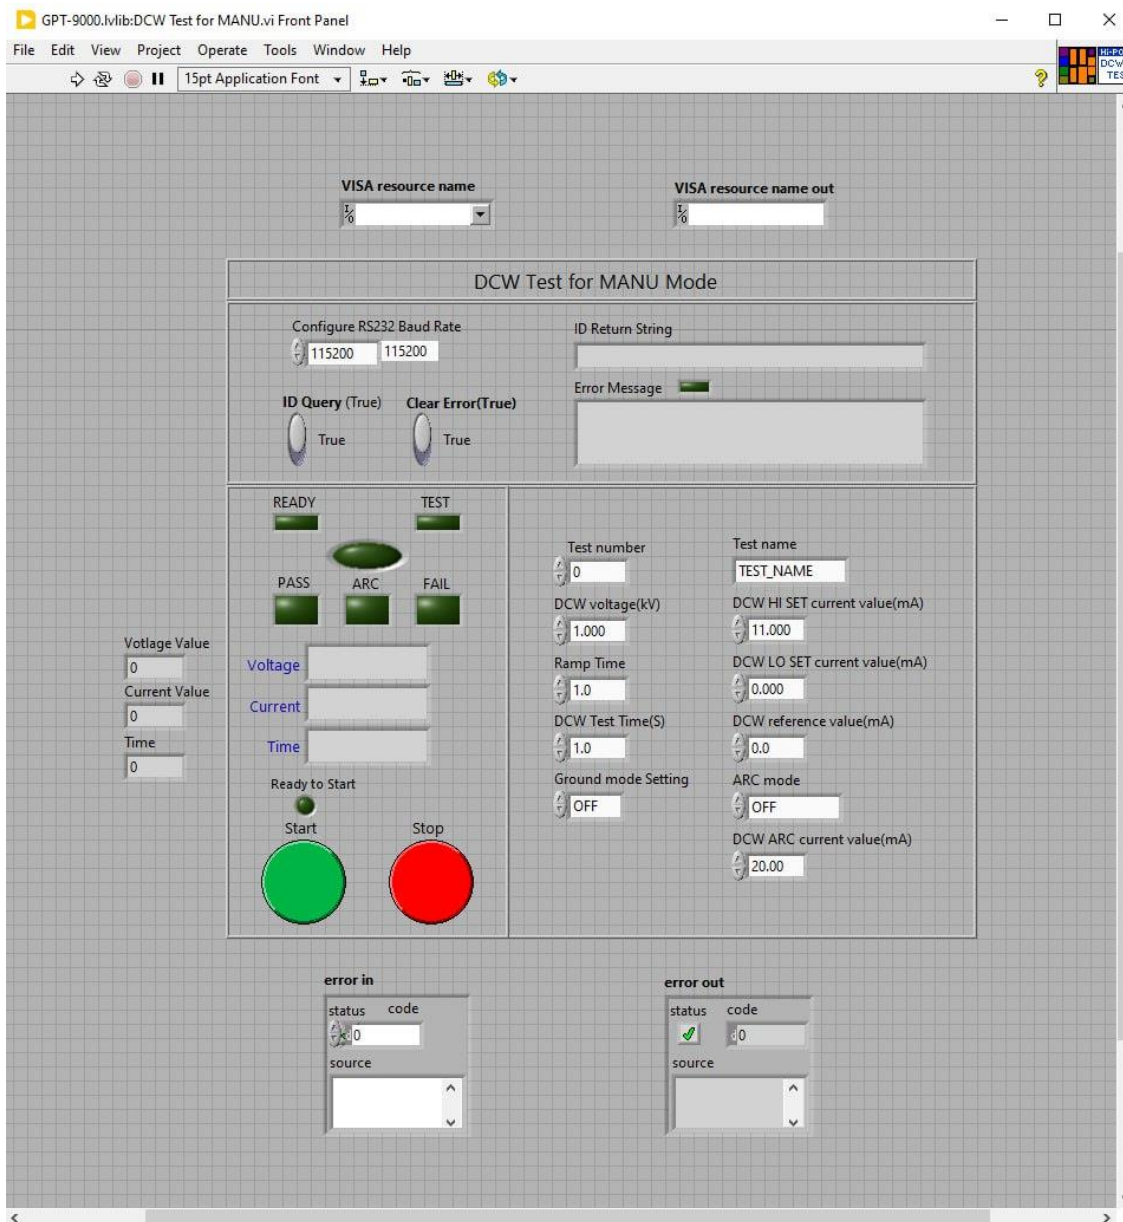 GPT-9000.lvlib:DCW Test for MANU.vi Front Panel
File Edit View Project Operate Tools Window Help
15pt Application Font
VISA resource name VISA resource name out
DCW Test for MANU Mode
Configure RS232 Baud Rate ID Return String
115200 115200
Error Message
ID Query (True) Clear Error(True)
True True
READY TEST
Test number Test name
0 TEST_NAME
PASS ARC FAIL
DCW voltage(kV) DCW HI SET current value(mA)
1.000 11.000
Votlage Value
0
Voltage
Ramp Time DCW LO SET current value(mA)
1.0 0.000
Current Value
0
Current
DCW Test Time(S) DCW reference value(mA)
1.0 0.0
Time
0
Time
Ready to Start
Ground mode Setting ARC mode
OFF OFF
Start Stop
DCW ARC current value(mA)
20.00
error in error out
status code status code
0 0
source source